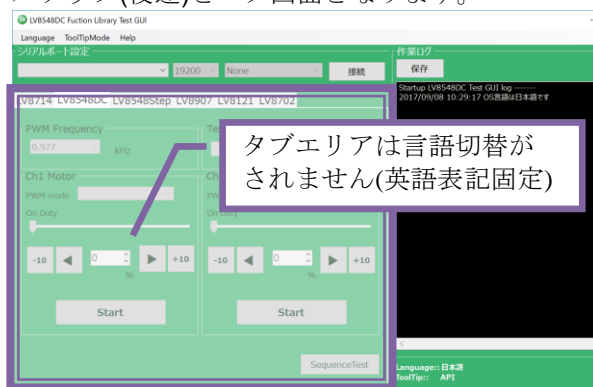 LV8548DC Fuction Library Test GUI
Language ToolTipMode Help
シリアルポート設定
19200 None 接続
作業ログ
保存
Startup LV8548DC Test GUI log --------
2017/09/08 10:29:17 OS言語は日本語です
LV8714 LV8548DC LV8548Step LV8907 LV8121 LV8702
PWM Frequency
0.977 kHz
タブエリアは言語切替が
されません(英語表記固定)
Ch1 Motor
PWM mode
On Duty
On Duty
-10 ◀ 0 ▶ +10
%
-10 ◀ 0 ▶ +10
%
Start
Start
SequenceTest
Language:: 日本語
ToolTip:: API